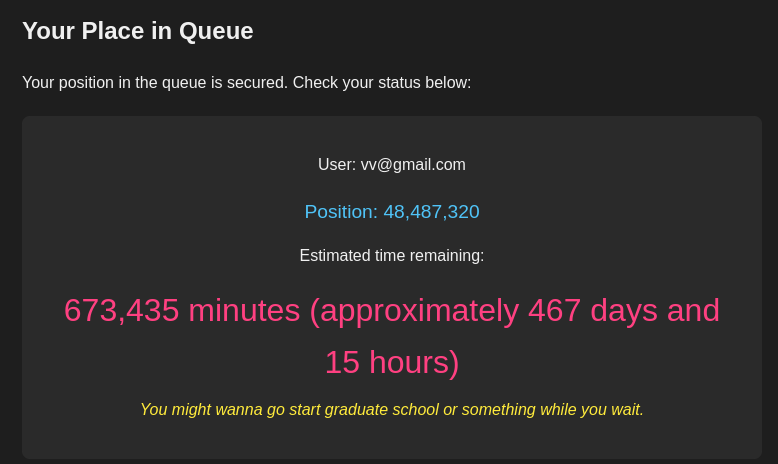 Your Place in Queue
Your position in the queue is secured. Check your status below:
User: vv@gmail.com
Position: 48,487,320
Estimated time remaining:
673,435 minutes (approximately 467 days and
15 hours)
You might wanna go start graduate school or something while you wait.